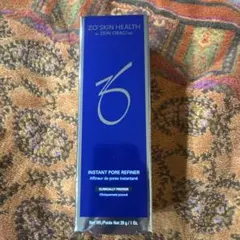 ZO® SKIN HEALTH
BY ZEIN OBAGI MD
INSTANT PORE REFINER
Affineur de pores instantané
CLINICALLY PROVEN
Cliniquement prouvé
Net Wt./Poids Net 29 g / 1 Oz.